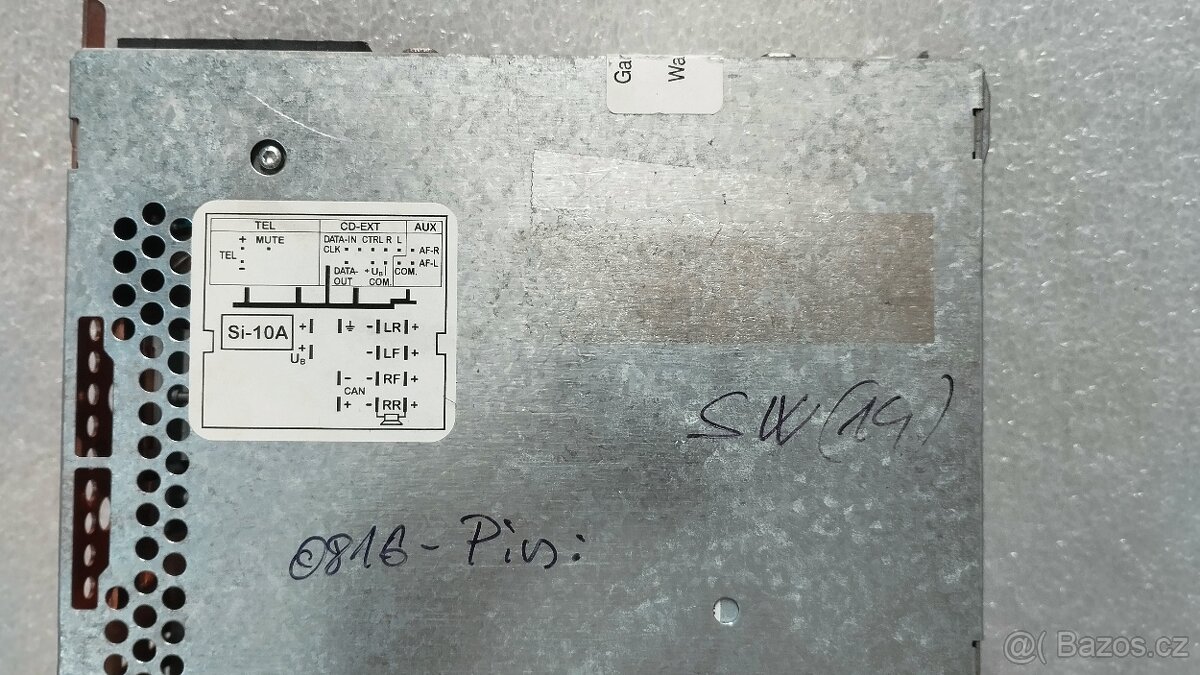 Ga
Wa
TEL CD-EXT AUX
+ MUTE DATA-IN CTRL R L
TEL CLK AF-R
- AF-L
DATA-OUT +UB COM. COM.
Si-10A + - LR +
+ UB - LF +
- CAN - RF +
+ - RR +
SW(19)
0816-
@( Bazos.cz